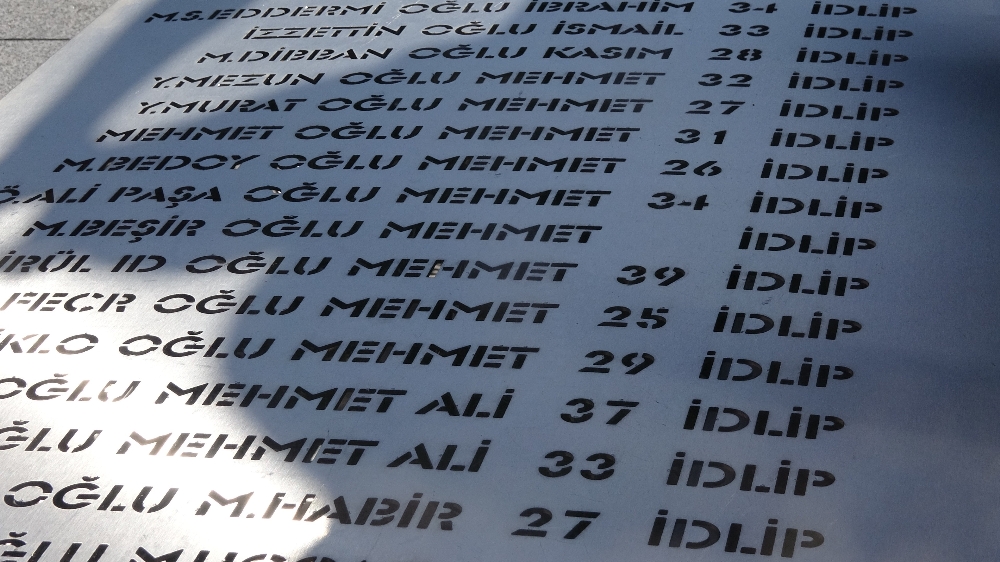 M.S.EDDERMİ OĞLU İBRAHİM 34 İDLİP
İZZETTİN OĞLU İSMAİL 33 İDLİP
M.DİBBAN OĞLU KASIM 28 İDLİP
Y.MEZUN OĞLU MEHMET 32 İDLİP
Y.MURAT OĞLU MEHMET 27 İDLİP
MEHMET OĞLU MEHMET 31 İDLİP
M.BEDOY OĞLU MEHMET 26 İDLİP
Ö.ALİ PAŞA OĞLU MEHMET 34 İDLİP
M.BEŞİR OĞLU MEHMET İDLİP
İRÜL ID OĞLU MEHMET 39 İDLİP
FECR OĞLU MEHMET 25 İDLİP
KLO OĞLU MEHMET 29 İDLİP
OĞLU MEHMET ALİ 37 İDLİP
OĞLU MEHMET ALİ 33 İDLİP
OĞLU M.HABİR 27 İDLİP
OĞLU